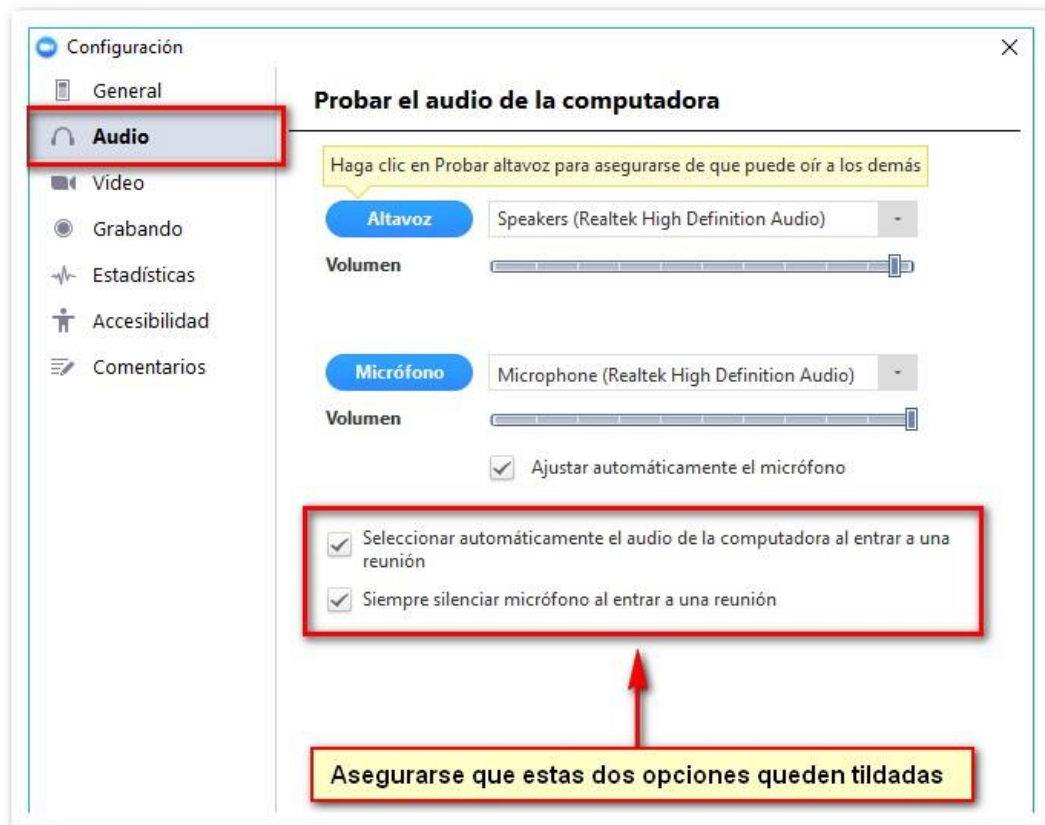 Configuración
General
Audio
Video
Grabando
Estadísticas
Accesibilidad
Comentarios
Probar el audio de la computadora
Haga clic en Probar altavoz para asegurarse de que puede oír a los demás
Altavoz
Speakers (Realtek High Definition Audio)
Volumen
Micrófono
Microphone (Realtek High Definition Audio)
Volumen
Ajustar automáticamente el micrófono
Seleccionar automáticamente el audio de la computadora al entrar a una
reunión
Siempre silenciar micrófono al entrar a una reunión
Asegurarse que estas dos opciones queden tildadas